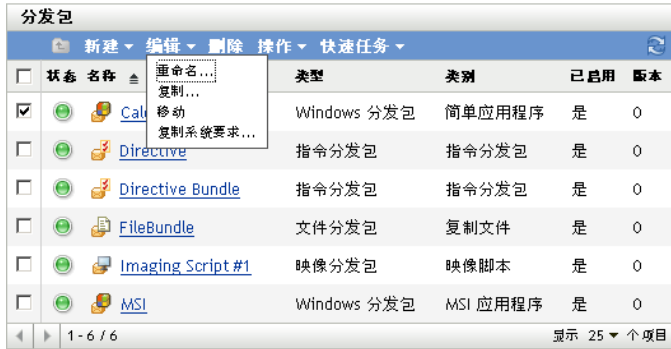 分发包
新建 编辑 删除 操作 快速任务
状态 名称 类型 类别 已启用 版本
重命名...
复制...
移动
复制系统要求...
Windows 分发包 简单应用程序 是 0
Directive 指令分发包 指令分发包 是 0
Directive Bundle 指令分发包 指令分发包 是 0
FileBundle 文件分发包 复制文件 是 0
Imaging Script #1 映像分发包 映像脚本 是 0
MSI Windows 分发包 MSI 应用程序 是 0
1 - 6 / 6 显示 25 个项目